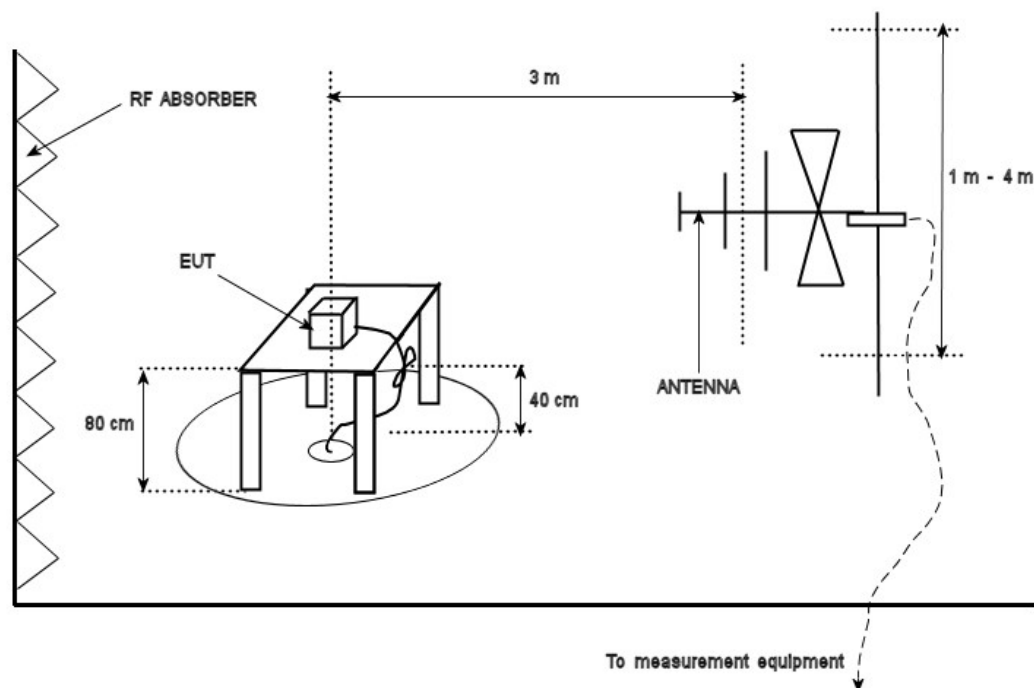 3 m
RF ABSORBER
1 m - 4 m
EUT
ANTENNA
40 cm
80 cm
To measurement equipment